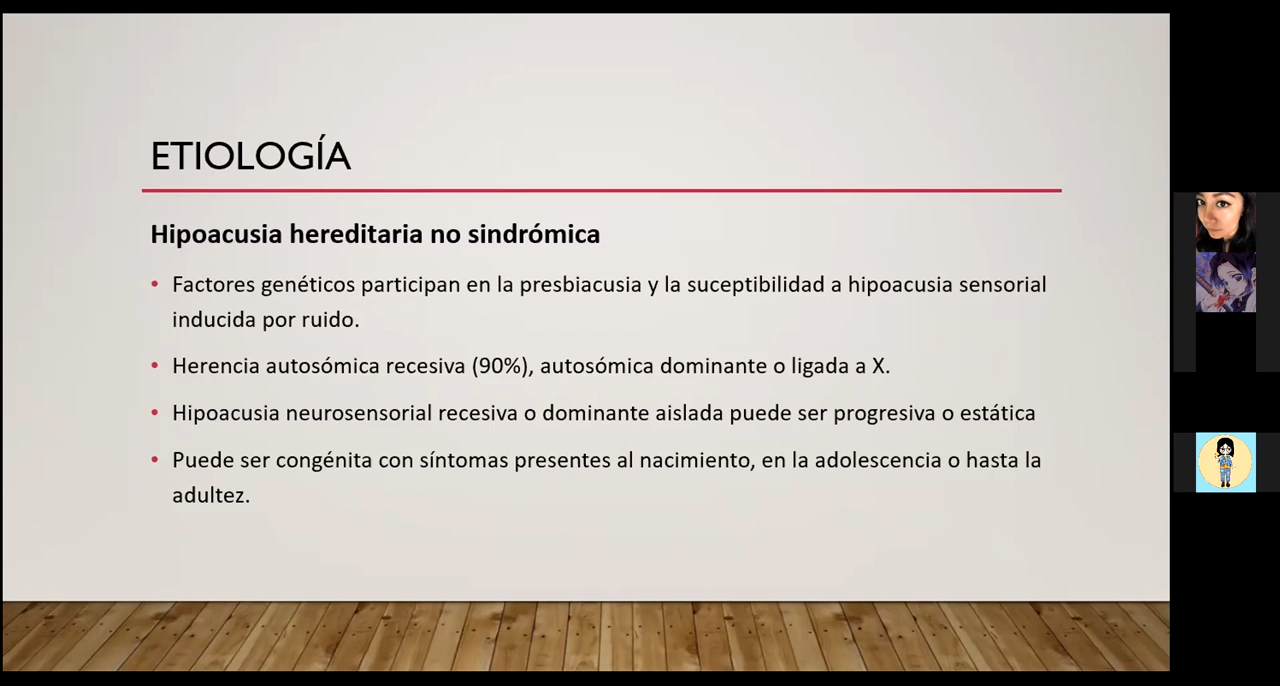 ETIOLOGÍA
Hipoacusia hereditaria no sindrómica
• Factores genéticos participan en la presbiacusia y la suceptibilidad a hipoacusia sensorial
inducida por ruido.
• Herencia autosómica recesiva (90%), autosómica dominante o ligada a X.
• Hipoacusia neurosensorial recesiva o dominante aislada puede ser progresiva o estática
• Puede ser congénita con síntomas presentes al nacimiento, en la adolescencia o hasta la
adultez.